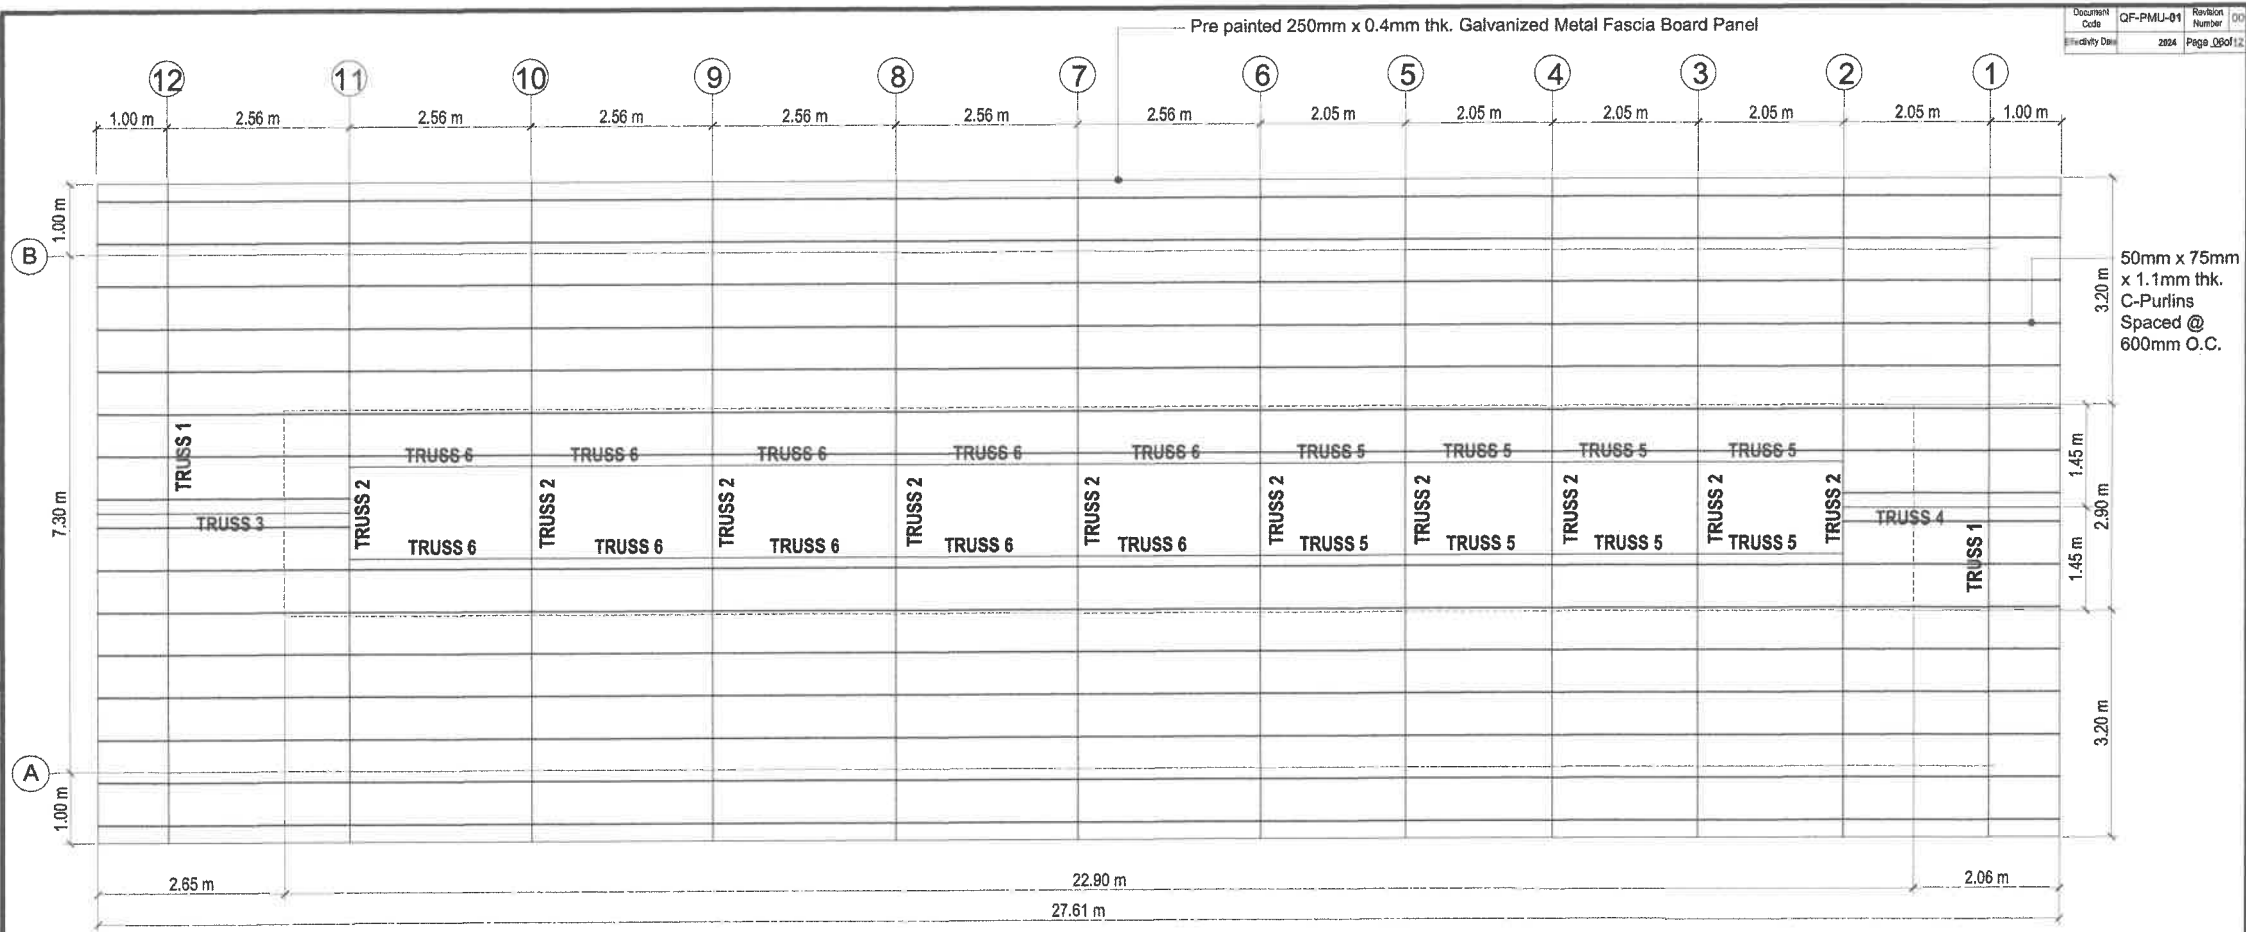 Pre painted 250mm x 0.4mm thk. Galvanized Metal Fascia Board Panel
Document Code QF-PMU-01 Revision Number 00
Effectivity Date 2024 Page 06of12
12 11 10 9 8 7 6 5 4 3 2 1
1.00 m 2.56 m 2.56 m 2.56 m 2.56 m 2.56 m 2.56 m 2.05 m 2.05 m 2.05 m 2.05 m 2.05 m 1.00 m
1.00 m
B
3.20 m
50mm x 75mm
x 1.1mm thk.
C-Purlins
Spaced @
600mm O.C.
TRUSS 1
TRUSS 6 TRUSS 6 TRUSS 6 TRUSS 6 TRUSS 6 TRUSS 5 TRUSS 5 TRUSS 5 TRUSS 5
1.45 m
7.30 m
TRUSS 3
TRUSS 2 TRUSS 2 TRUSS 2 TRUSS 2 TRUSS 2 TRUSS 2 TRUSS 2 TRUSS 2 TRUSS 2 TRUSS 2
TRUSS 4
2.90 m
TRUSS 6 TRUSS 6 TRUSS 6 TRUSS 6 TRUSS 6 TRUSS 5 TRUSS 5 TRUSS 5 TRUSS 5
TRUSS 1
1.45 m
3.20 m
A
1.00 m
2.65 m 22.90 m 2.06 m
27.61 m